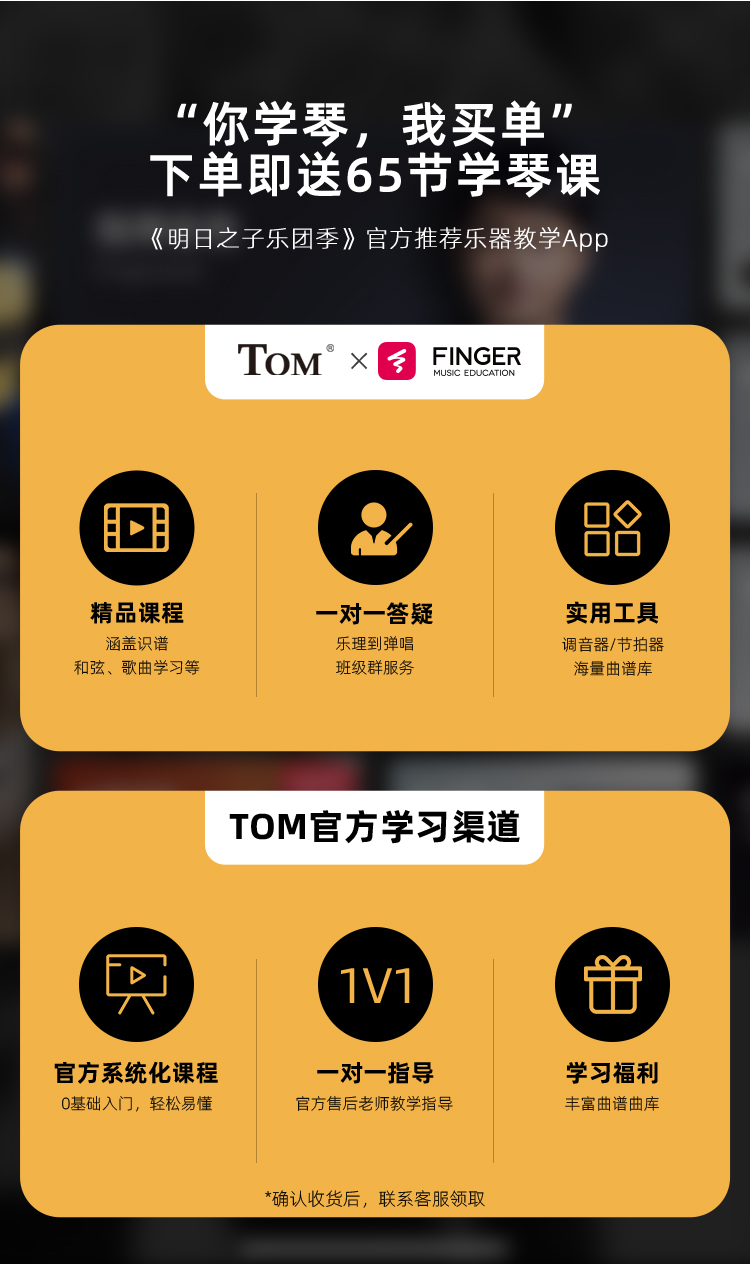 “你学琴，我买单”
下单即送65节学琴课
《明日之子乐团季》官方推荐乐器教学App
TOM® × FINGER
MUSIC EDUCATION
精品课程
涵盖识谱
和弦、歌曲学习等
一对一答疑
乐理到弹唱
班级群服务
实用工具
调音器/节拍器
海量曲谱库
TOM官方学习渠道
官方系统化课程
0基础入门，轻松易懂
1V1
一对一指导
官方售后老师教学指导
学习福利
丰富曲谱曲库
*确认收货后，联系客服领取